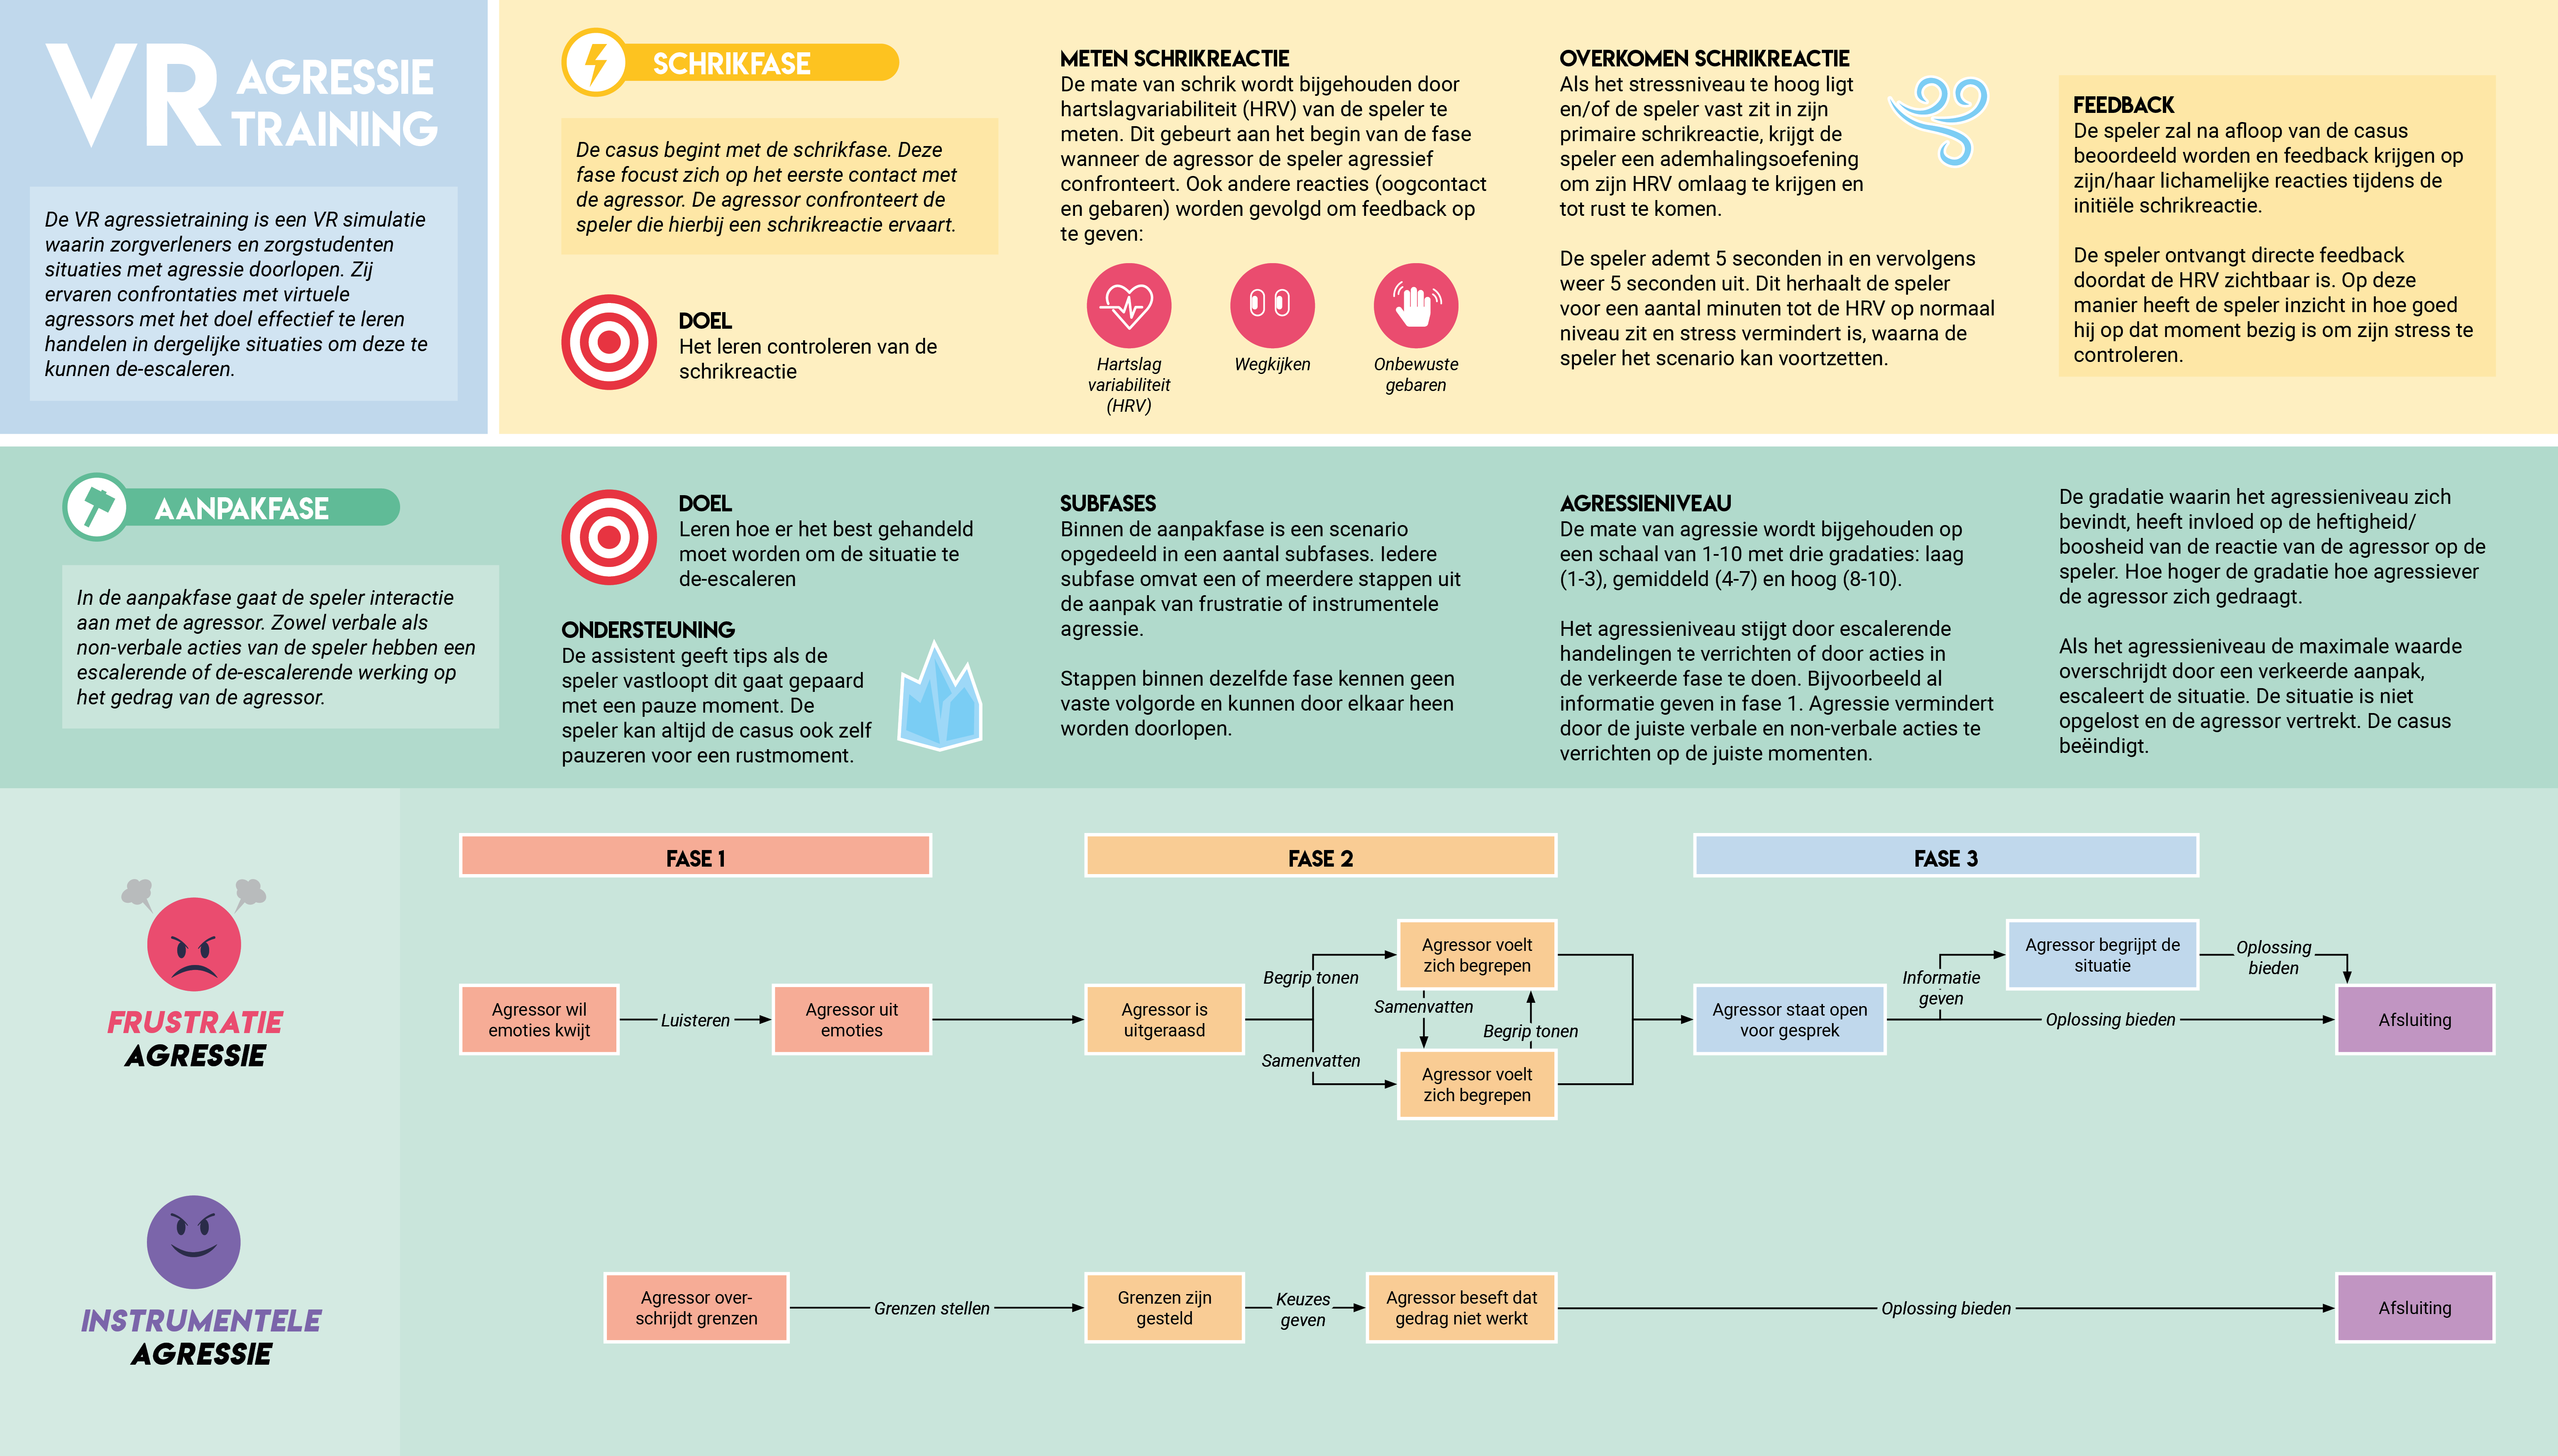 VR AGRESSIE
TRAINING
De VR agressietraining is een VR simulatie
waarin zorgverleners en zorgstudenten
situaties met agressie doorlopen. Zij
ervaren confrontaties met virtuele
agressors met het doel effectief te leren
handelen in dergelijke situaties om deze te
kunnen de-escaleren.
SCHRIKFASE
De casus begint met de schrikfase. Deze
fase focust zich op het eerste contact met
de agressor. De agressor confronteert de
speler die hierbij een schrikreactie ervaart.
DOEL
Het leren controleren van de
schrikreactie
METEN SCHRIKREACTIE
De mate van schrik wordt bijgehouden door
hartslagvariabiliteit (HRV) van de speler te
meten. Dit gebeurt aan het begin van de fase
wanneer de agressor de speler agressief
confronteert. Ook andere reacties (oogcontact
en gebaren) worden gevolgd om feedback op
te geven:
Hartslag
variabiliteit
(HRV)
Wegkijken
Onbewuste
gebaren
OVERKOMEN SCHRIKREACTIE
Als het stressniveau te hoog ligt
en/of de speler vast zit in zijn
primaire schrikreactie, krijgt de
speler een ademhalingsoefening
om zijn HRV omlaag te krijgen en
tot rust te komen.
De speler ademt 5 seconden in en vervolgens
weer 5 seconden uit. Dit herhaalt de speler
voor een aantal minuten tot de HRV op normaal
niveau zit en stress vermindert is, waarna de
speler het scenario kan voortzetten.
FEEDBACK
De speler zal na afloop van de casus
beoordeeld worden en feedback krijgen op
zijn/haar lichamelijke reacties tijdens de
initiële schrikreactie.
De speler ontvangt directe feedback
doordat de HRV zichtbaar is. Op deze
manier heeft de speler inzicht in hoe goed
hij op dat moment bezig is om zijn stress te
controleren.
AANPAKFASE
In de aanpakfase gaat de speler interactie
aan met de agressor. Zowel verbale als
non-verbale acties van de speler hebben een
escalerende of de-escalerende werking op
het gedrag van de agressor.
DOEL
Leren hoe er het best gehandeld
moet worden om de situatie te
de-escaleren
ONDERSTEUNING
De assistent geeft tips als de
speler vastloopt dit gaat gepaard
met een pauze moment. De
speler kan altijd de casus ook zelf
pauzeren voor een rustmoment.
SUBFASES
Binnen de aanpakfase is een scenario
opgedeeld in een aantal subfases. Iedere
subfase omvat een of meerdere stappen uit
de aanpak van frustratie of instrumentele
agressie.
Stappen binnen dezelfde fase kennen geen
vaste volgorde en kunnen door elkaar heen
worden doorlopen.
AGRESSIENIVEAU
De mate van agressie wordt bijgehouden op
een schaal van 1-10 met drie gradaties: laag
(1-3), gemiddeld (4-7) en hoog (8-10).
Het agressieniveau stijgt door escalerende
handelingen te verrichten of door acties in
de verkeerde fase te doen. Bijvoorbeeld al
informatie geven in fase 1. Agressie vermindert
door de juiste verbale en non-verbale acties te
verrichten op de juiste momenten.
De gradatie waarin het agressieniveau zich
bevindt, heeft invloed op de heftigheid/
boosheid van de reactie van de agressor op de
speler. Hoe hoger de gradatie hoe agressiever
de agressor zich gedraagt.
Als het agressieniveau de maximale waarde
overschrijdt door een verkeerde aanpak,
escaleert de situatie. De situatie is niet
opgelost en de agressor vertrekt. De casus
beëindigt.
FASE 1
FASE 2
FASE 3
FRUSTRATIE
AGRESSIE
Agressor wil
emoties kwijt
Luisteren
Agressor uit
emoties
Agressor is
uitgeraasd
Begrip tonen
Samenvatten
Agressor voelt
zich begrepen
Samenvatten
Begrip tonen
Agressor voelt
zich begrepen
Agressor staat open
voor gesprek
Informatie
geven
Agressor begrijpt de
situatie
Oplossing
bieden
Oplossing bieden
Afsluiting
INSTRUMENTELE
AGRESSIE
Agressor over-
schrijdt grenzen
Grenzen stellen
Grenzen zijn
gesteld
Keuzes
geven
Agressor beseft dat
gedrag niet werkt
Oplossing bieden
Afsluiting